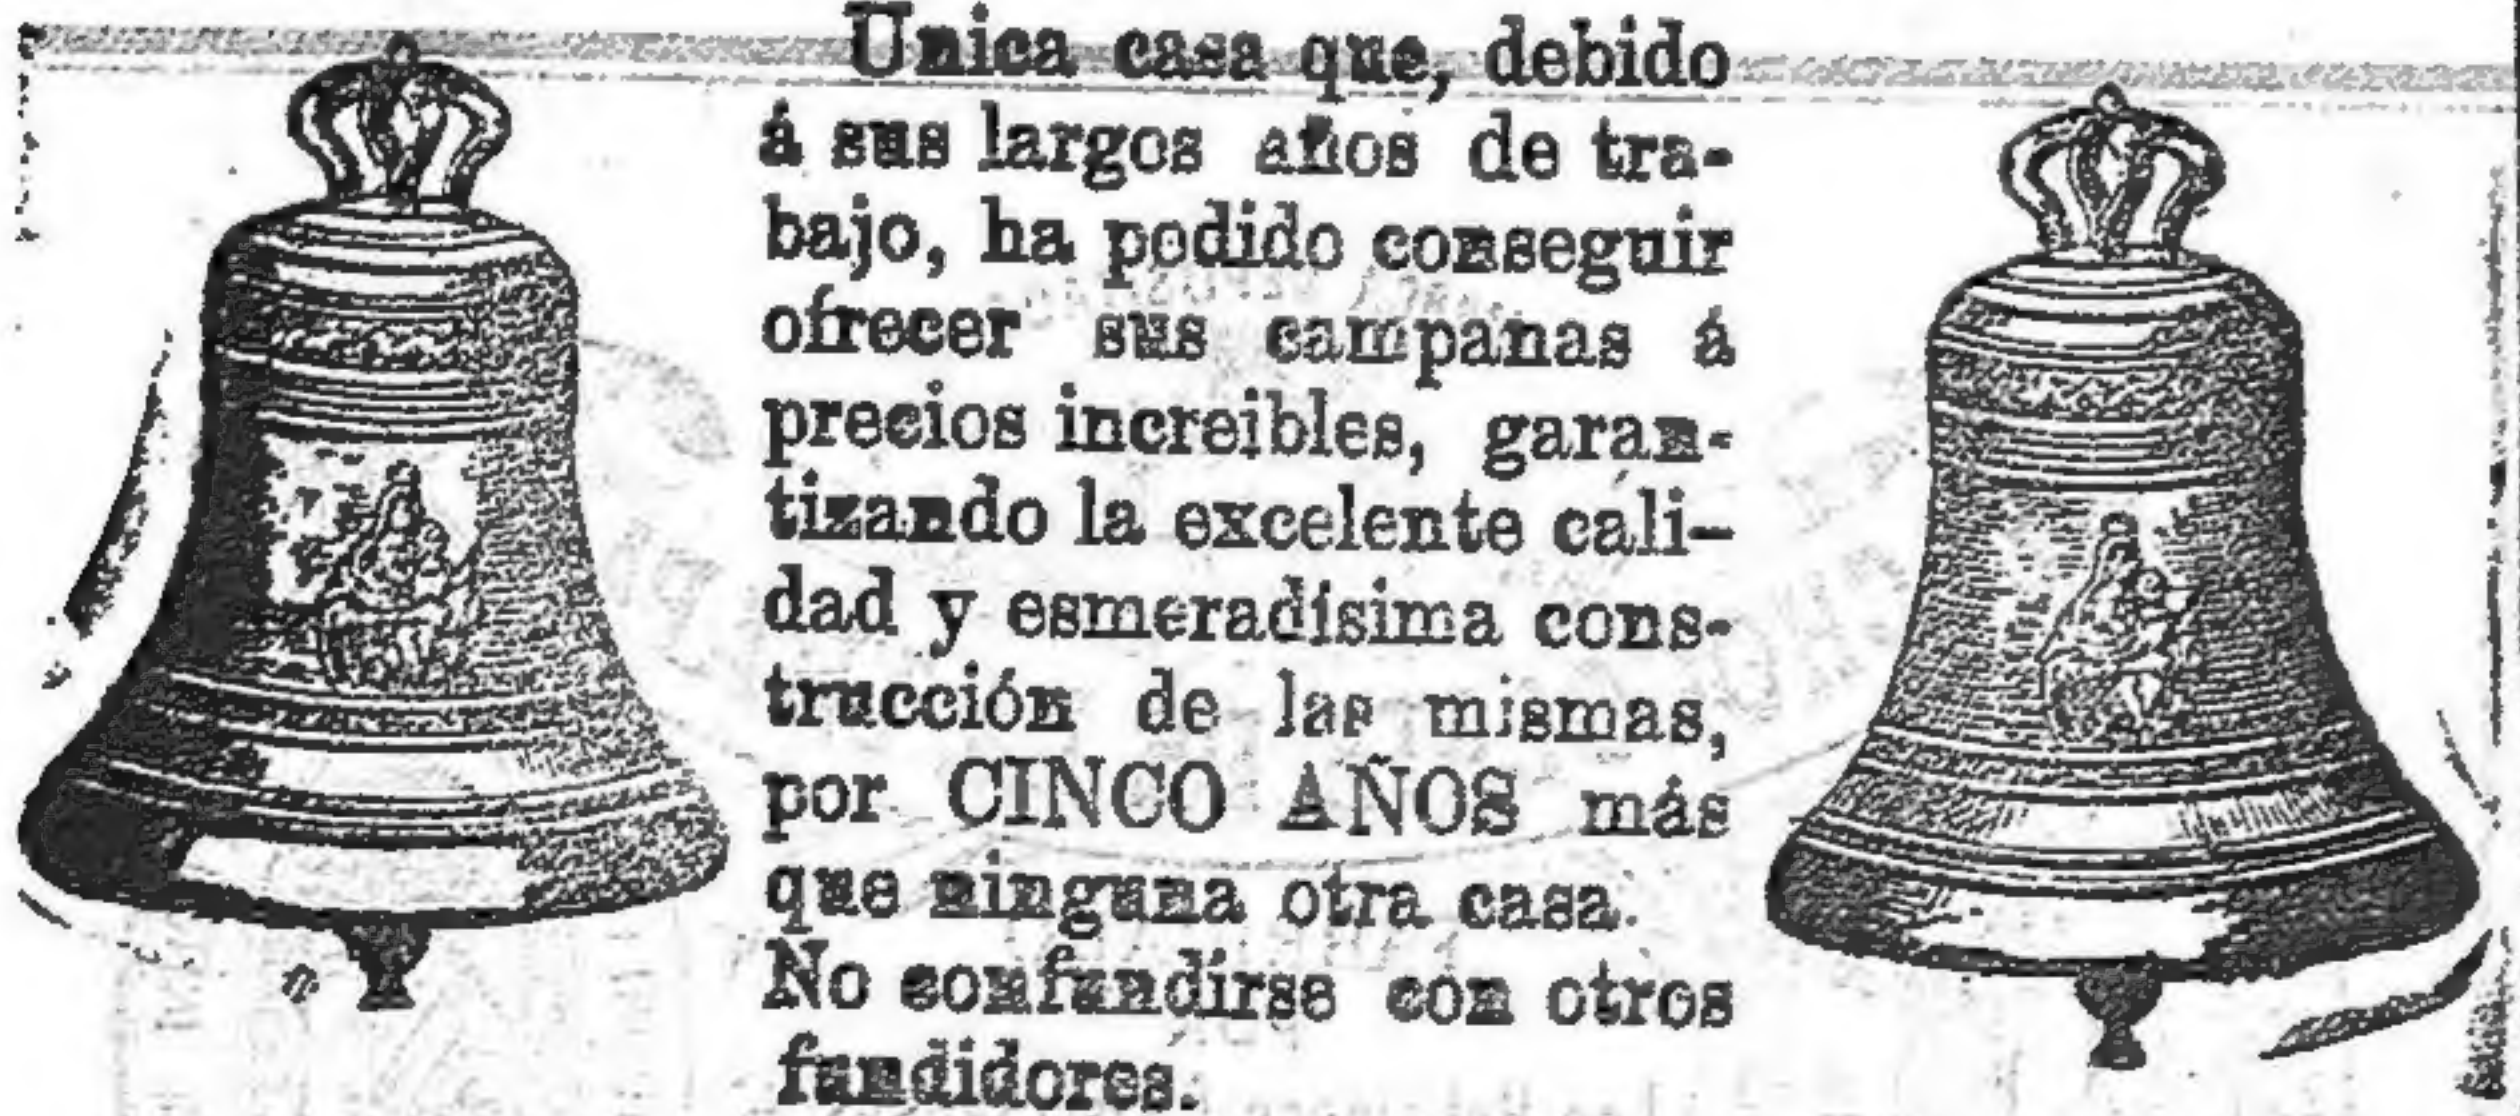 Unica casa que, debido
á sus largos años de tra-
bajo, ha podido conseguir
ofrecer sus campanas á
precios increibles, garan-
tizando la excelente cali-
dad y esmeradísima cons-
trucción de las mismas,
por CINCO AÑOS más
que ninguna otra casa.
No confundirse con otros
fundidores.